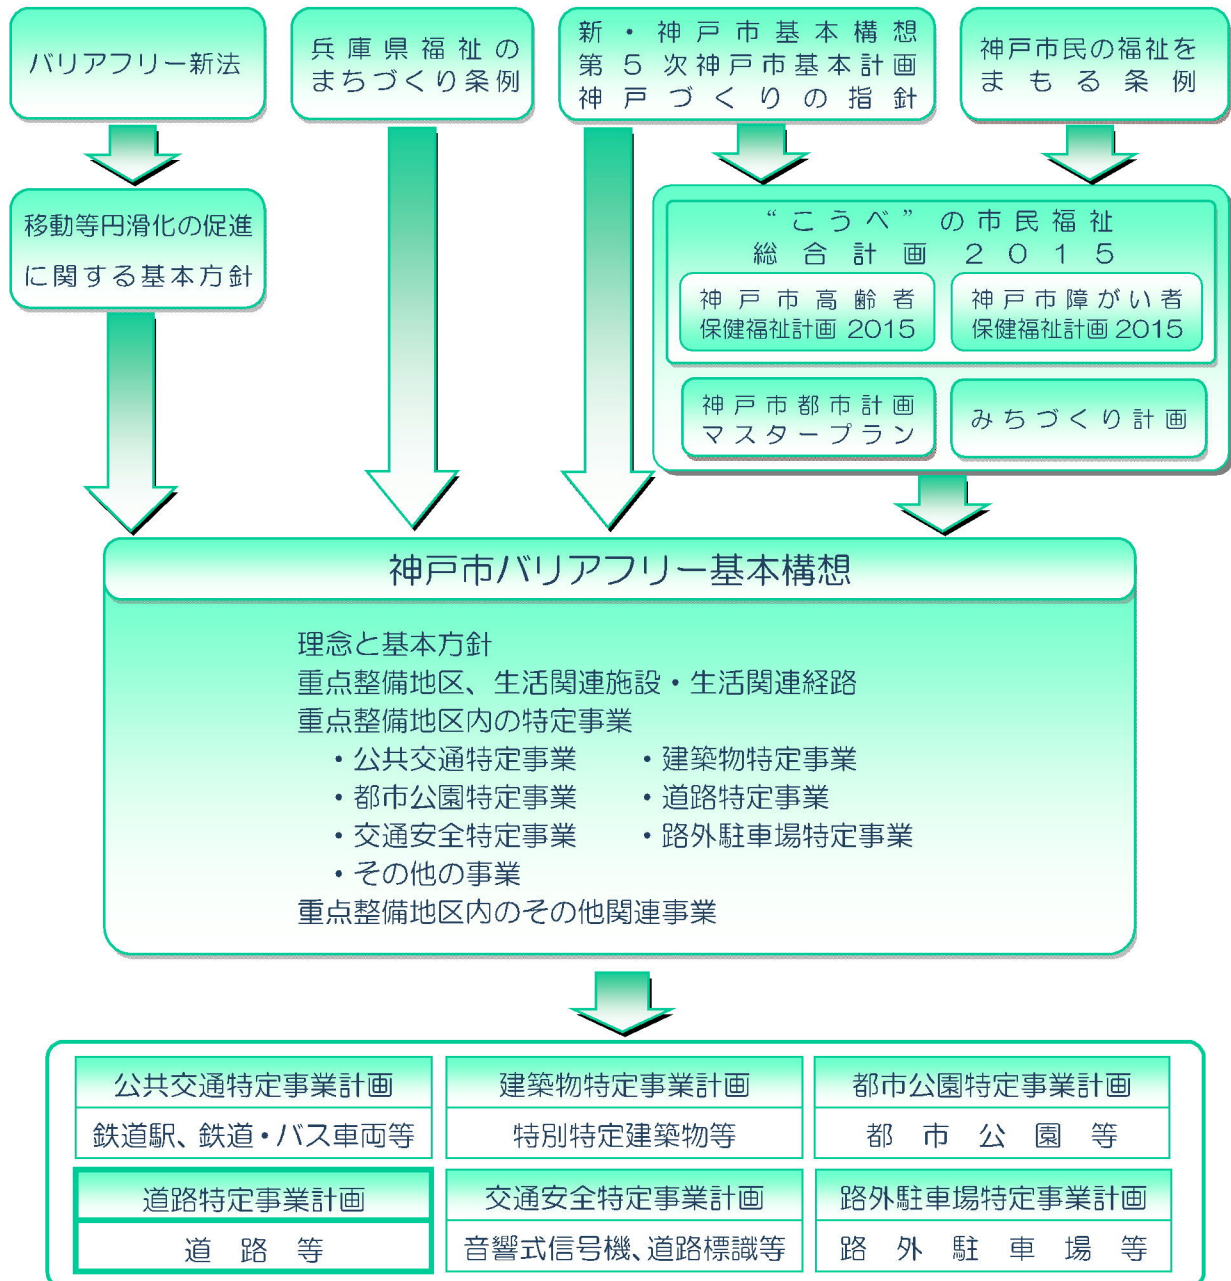 バリアフリー新法
兵庫県福祉の
まちづくり条例
新・神戸市基本構想
第5次神戸市基本計画
神戸づくりの指針
神戸市民の福祉を
まもる条例
移動等円滑化の促進
に関する基本方針
“こうべ”の市民福祉
総合計画2015
神戸市高齢者
保健福祉計画 2015
神戸市障がい者
保健福祉計画 2015
神戸市都市計画
マスタープラン
みちづくり計画
神戸市バリアフリー基本構想
理念と基本方針
重点整備地区、生活関連施設・生活関連経路
重点整備地区内の特定事業
・公共交通特定事業 ・建築物特定事業
・都市公園特定事業 ・道路特定事業
・交通安全特定事業 ・路外駐車場特定事業
・その他の事業
重点整備地区内のその他関連事業
公共交通特定事業計画
鉄道駅、鉄道・バス車両等
建築物特定事業計画
特別特定建築物等
都市公園特定事業計画
都市公園等
道路特定事業計画
道路等
交通安全特定事業計画
音響式信号機、道路標識等
路外駐車場特定事業計画
路外駐車場等